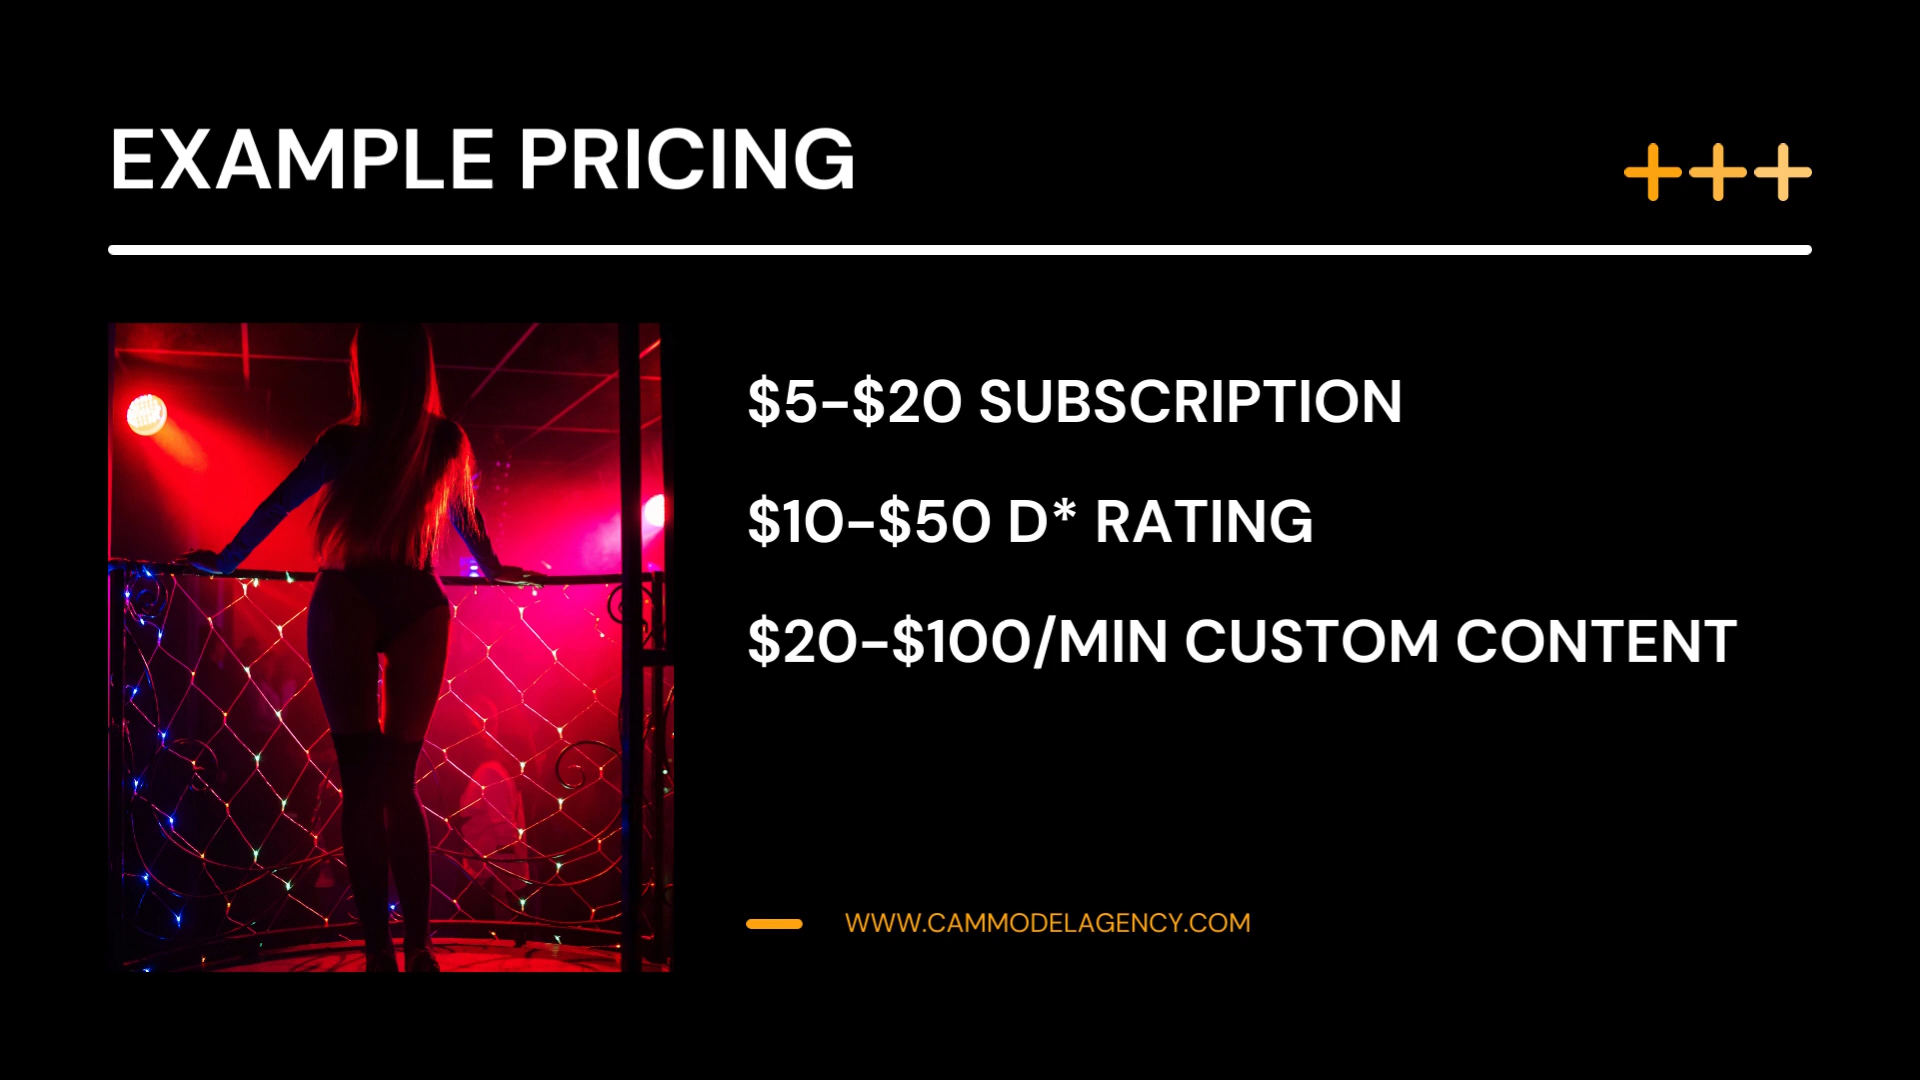 EXAMPLE PRICING
$5-$20 SUBSCRIPTION
$10-$50 D* RATING
$20-$100/MIN CUSTOM CONTENT
WWW.CAMMODELAGENCY.COM